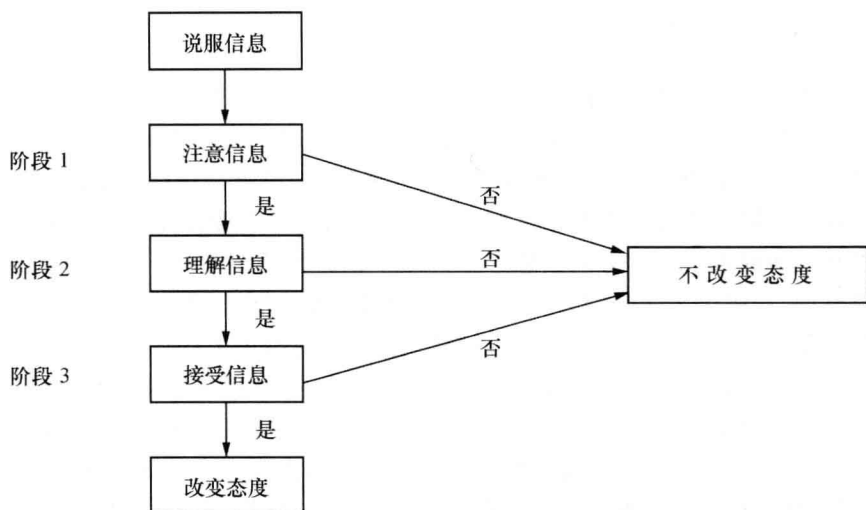 说服信息
阶段 1
注意信息
是
否
阶段 2
理解信息
否
不改变态度
是
阶段 3
接受信息
否
是
改变态度